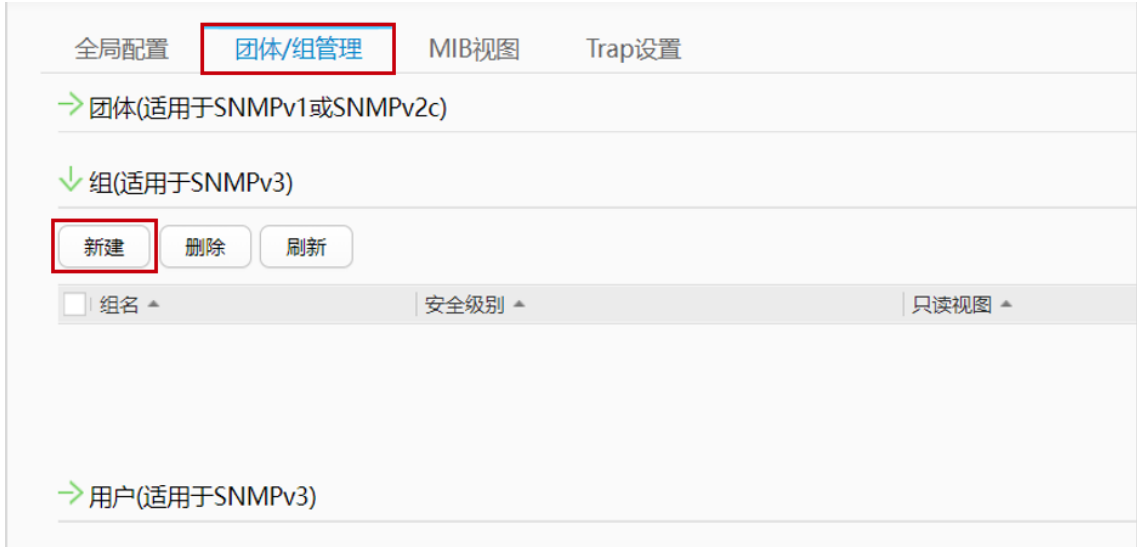 全局配置 团体/组管理 MIB视图 Trap设置
团体(适用于SNMPv1或SNMPv2c)
组(适用于SNMPv3)
新建 删除 刷新
组名 安全级别 只读视图
用户(适用于SNMPv3)